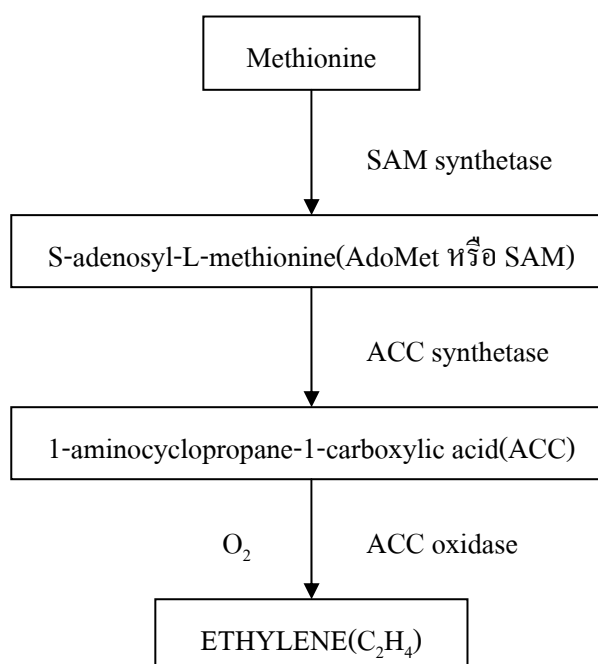 Methionine
SAM synthetase
S-adenosyl-L-methionine(AdoMet หรือ SAM)
ACC synthetase
1-aminocyclopropane-1-carboxylic acid(ACC)
O₂ ACC oxidase
ETHYLENE(C₂H₄)